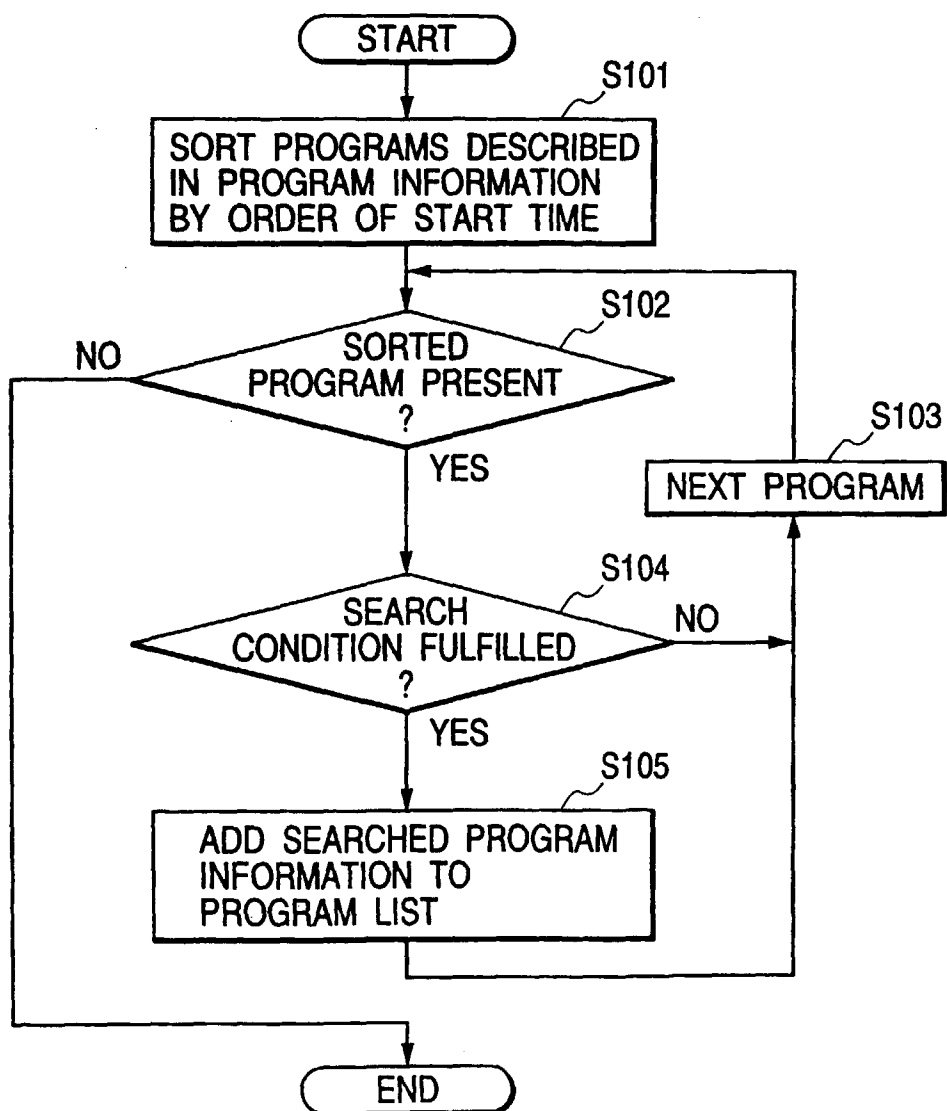 START
S101
SORT PROGRAMS DESCRIBED
IN PROGRAM INFORMATION
BY ORDER OF START TIME
S102
NO
SORTED
PROGRAM PRESENT
?
YES
S103
NEXT PROGRAM
S104
SEARCH
CONDITION FULFILLED
?
NO
YES
S105
ADD SEARCHED PROGRAM
INFORMATION TO
PROGRAM LIST
END